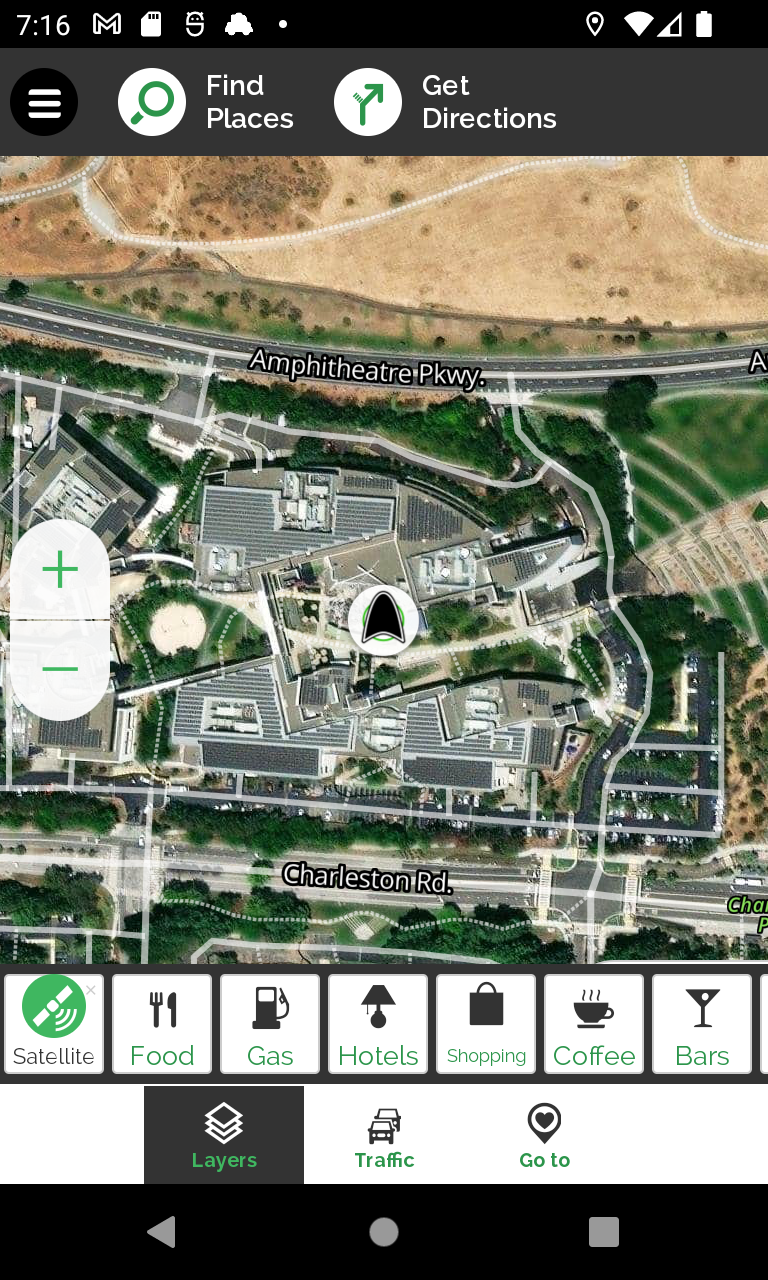 7:16
Find
Places
Get
Directions
Amphitheatre Pkwy.
Charleston Rd.
Satellite
Food
Gas
Hotels
Shopping
Coffee
Bars
Layers
Traffic
Go to